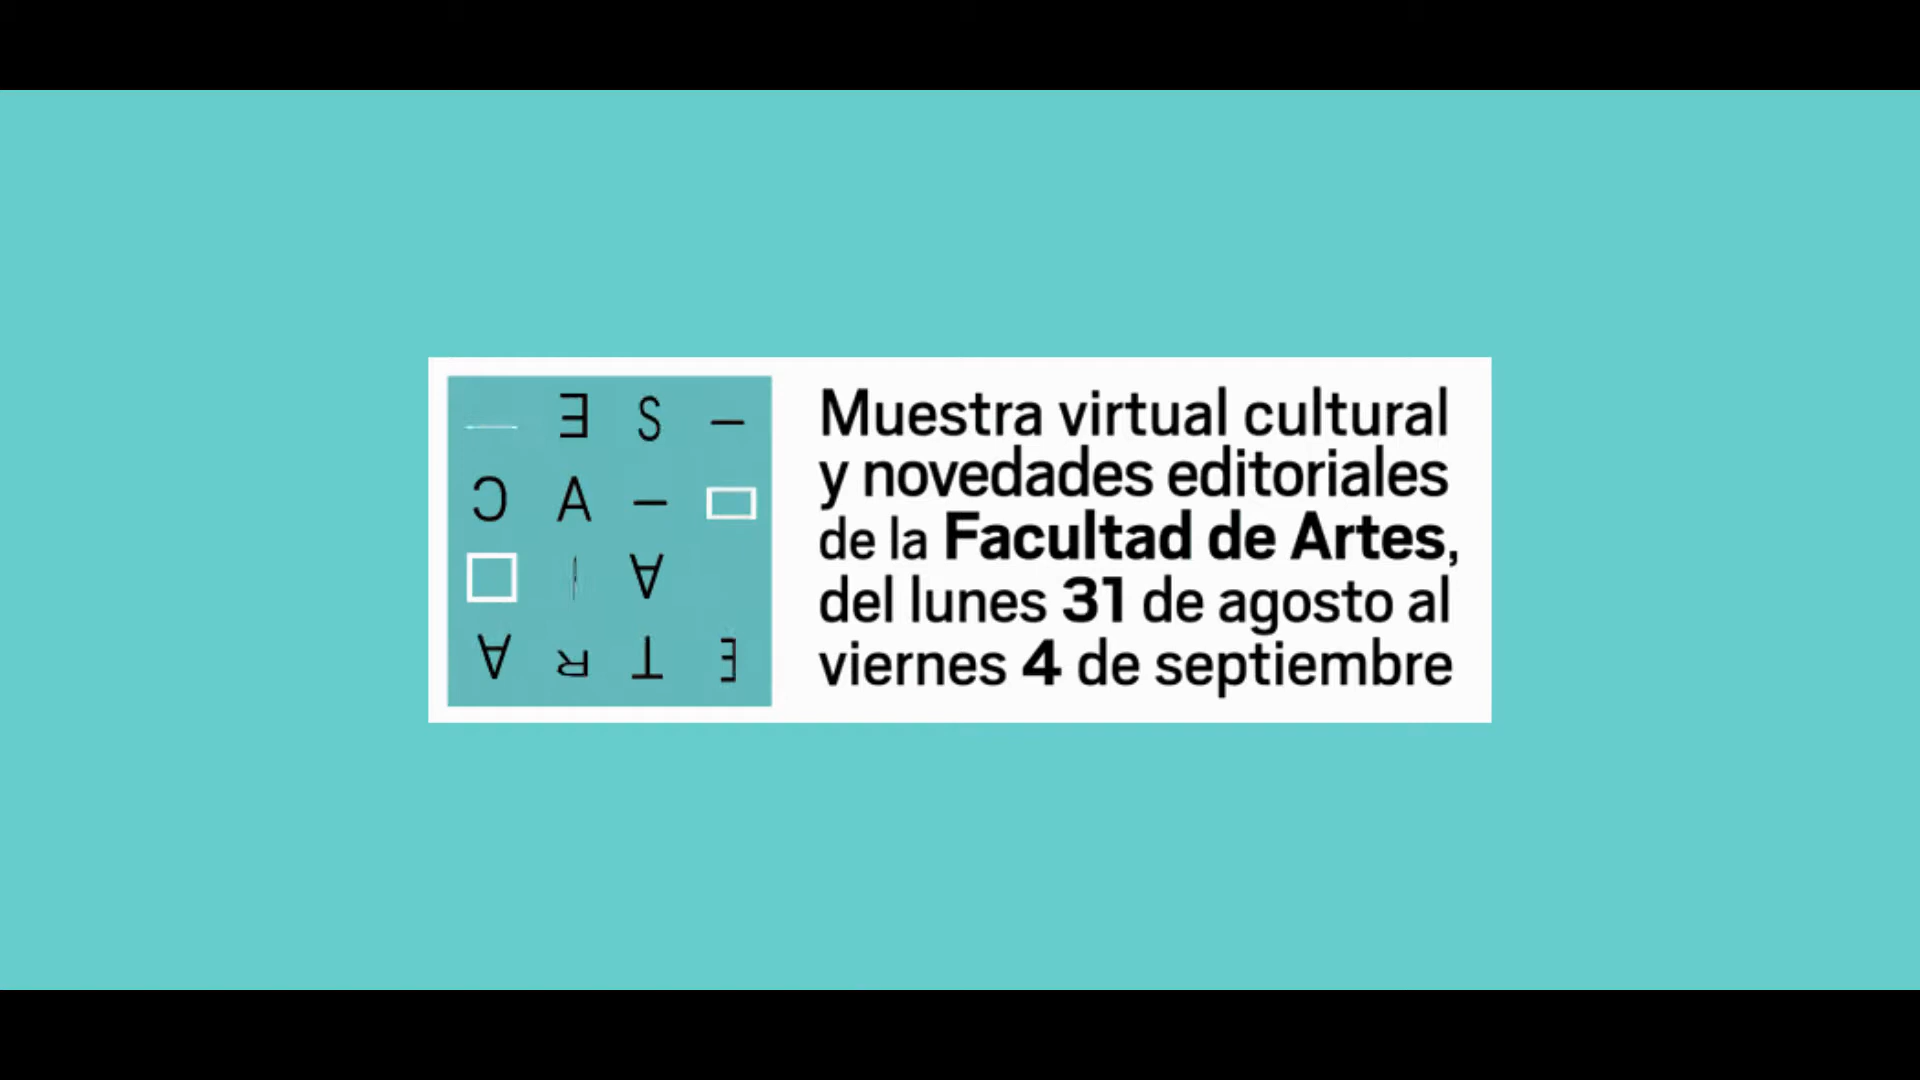 E S
C A
A
A R T E
Muestra virtual cultural
y novedades editoriales
de la Facultad de Artes,
del lunes 31 de agosto al
viernes 4 de septiembre